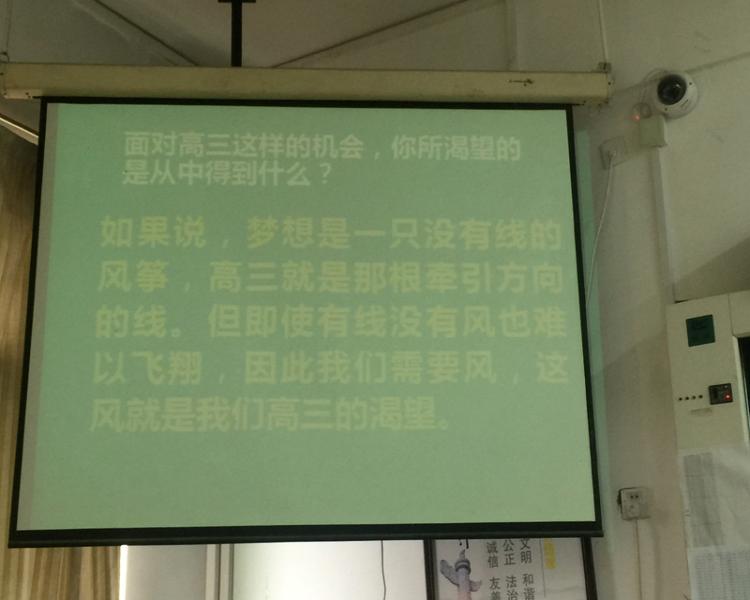 面对高三这样的机会，你所渴望的
是从中得到什么？
如果说，梦想是一只没有线的
风筝，高三就是那根牵引方向
的线。但即使有线没有风也难
以飞翔，因此我们需要风，这
风就是我们高三的渴望。
文明 和谐
公正 法治
诚信 友善